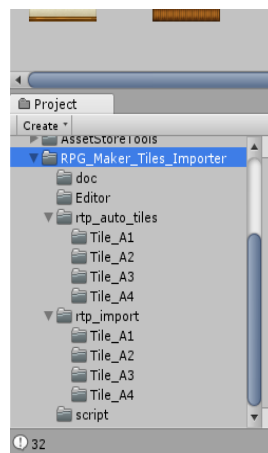 Project
Create
AssetStoreTools
RPG_Maker_Tiles_Importer
doc
Editor
rtp_auto_tiles
Tile_A1
Tile_A2
Tile_A3
Tile_A4
rtp_import
Tile_A1
Tile_A2
Tile_A3
Tile_A4
script
32